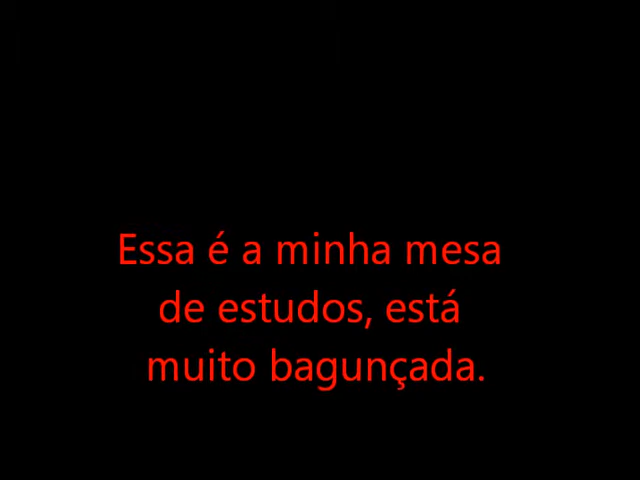 Essa é a minha mesa
de estudos, está
muito bagunçada.